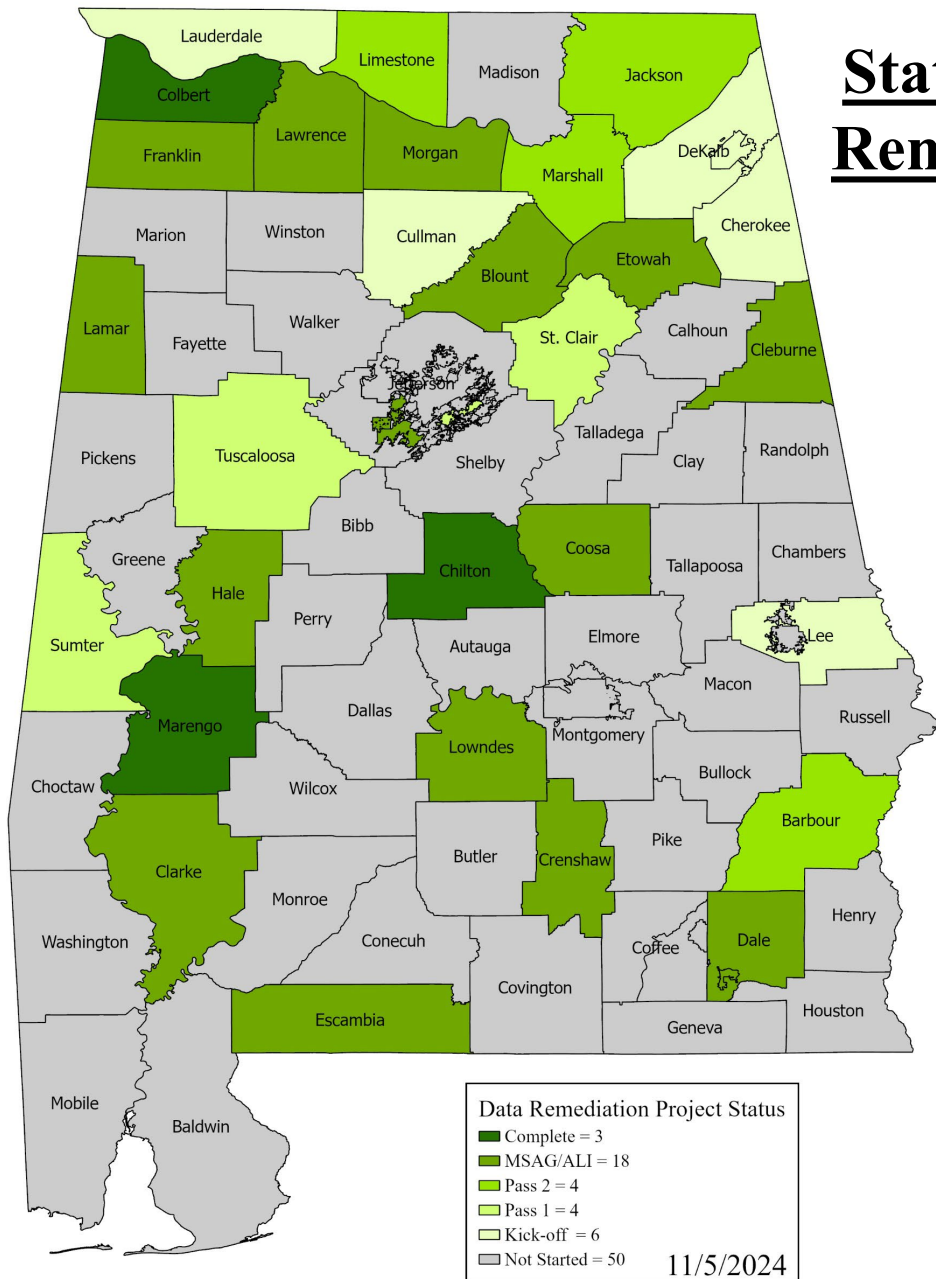 Stat
Rem
Lauderdale
Limestone
Madison
Jackson
Colbert
Lawrence
Franklin
Morgan
DeKalb
Marshall
Cherokee
Marion
Winston
Cullman
Blount
Etowah
Lamar
Fayette
Walker
St. Clair
Calhoun
Cleburne
Jefferson
Pickens
Tuscaloosa
Shelby
Talladega
Clay
Randolph
Bibb
Greene
Hale
Chilton
Coosa
Tallapoosa
Chambers
Sumter
Perry
Autauga
Elmore
Lee
Marengo
Dallas
Macon
Russell
Choctaw
Wilcox
Lowndes
Montgomery
Bullock
Barbour
Clarke
Butler
Crenshaw
Pike
Monroe
Washington
Conecuh
Coffee
Dale
Henry
Covington
Escambia
Geneva
Houston
Mobile
Baldwin
Data Remediation Project Status
Complete = 3
MSAG/ALI = 18
Pass 2 = 4
Pass 1 = 4
Kick-off = 6
Not Started = 50
11/5/2024